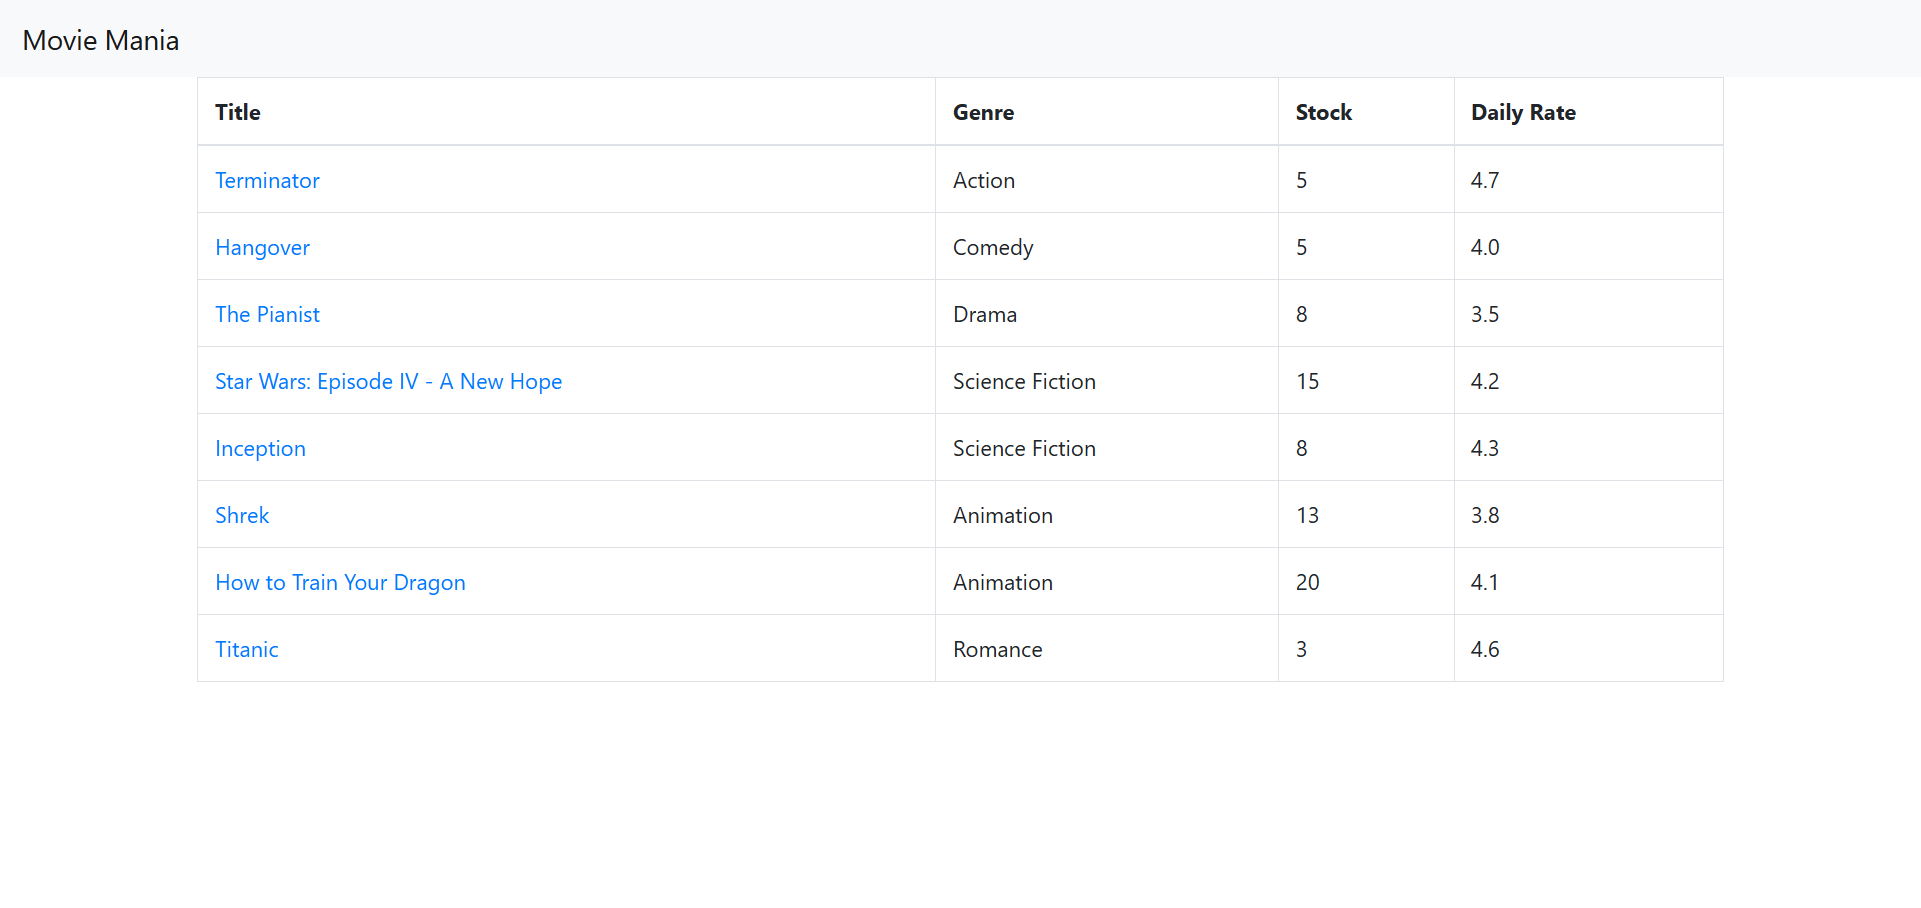 Movie Mania
Title Genre Stock Daily Rate
Terminator Action 5 4.7
Hangover Comedy 5 4.0
The Pianist Drama 8 3.5
Star Wars: Episode IV - A New Hope Science Fiction 15 4.2
Inception Science Fiction 8 4.3
Shrek Animation 13 3.8
How to Train Your Dragon Animation 20 4.1
Titanic Romance 3 4.6